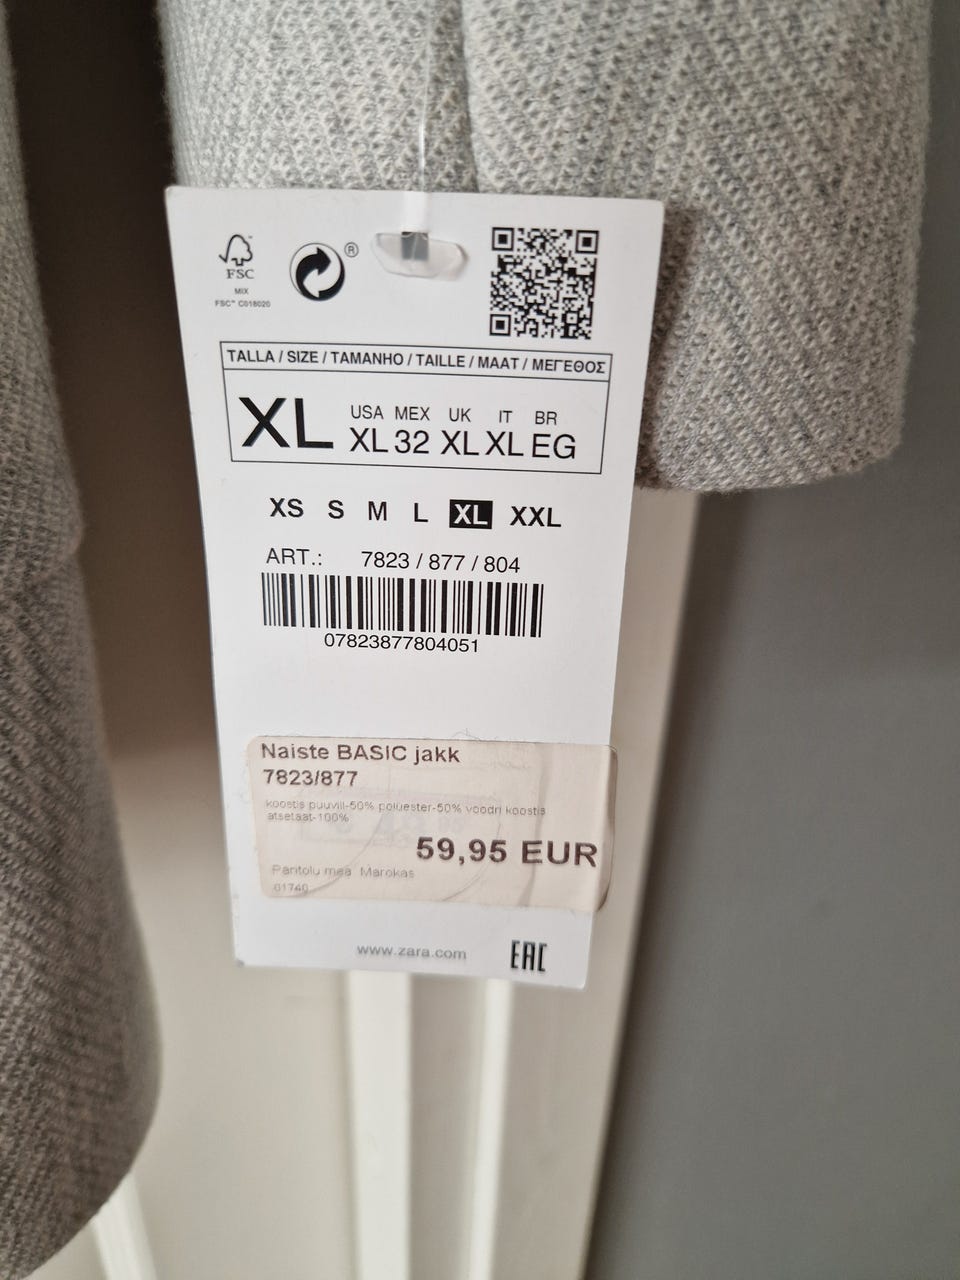 FSC
MIX
FSC™ C018020
®
TALLA / SIZE / TAMANHO / TAILLE / MAAT / ΜΕΓΕΘΟΣ
XL
USA MEX UK IT BR
XL 32 XL XL EG
XS S M L XL XXL
ART.: 7823 / 877 / 804
07823877804051
Naiste BASIC jakk
7823/877
koostis puuvill-50% polüester-50% voodri koostis
atsetaat-100%
59,95 EUR
Päritolu maa Marokas
01740
www.zara.com
EAC